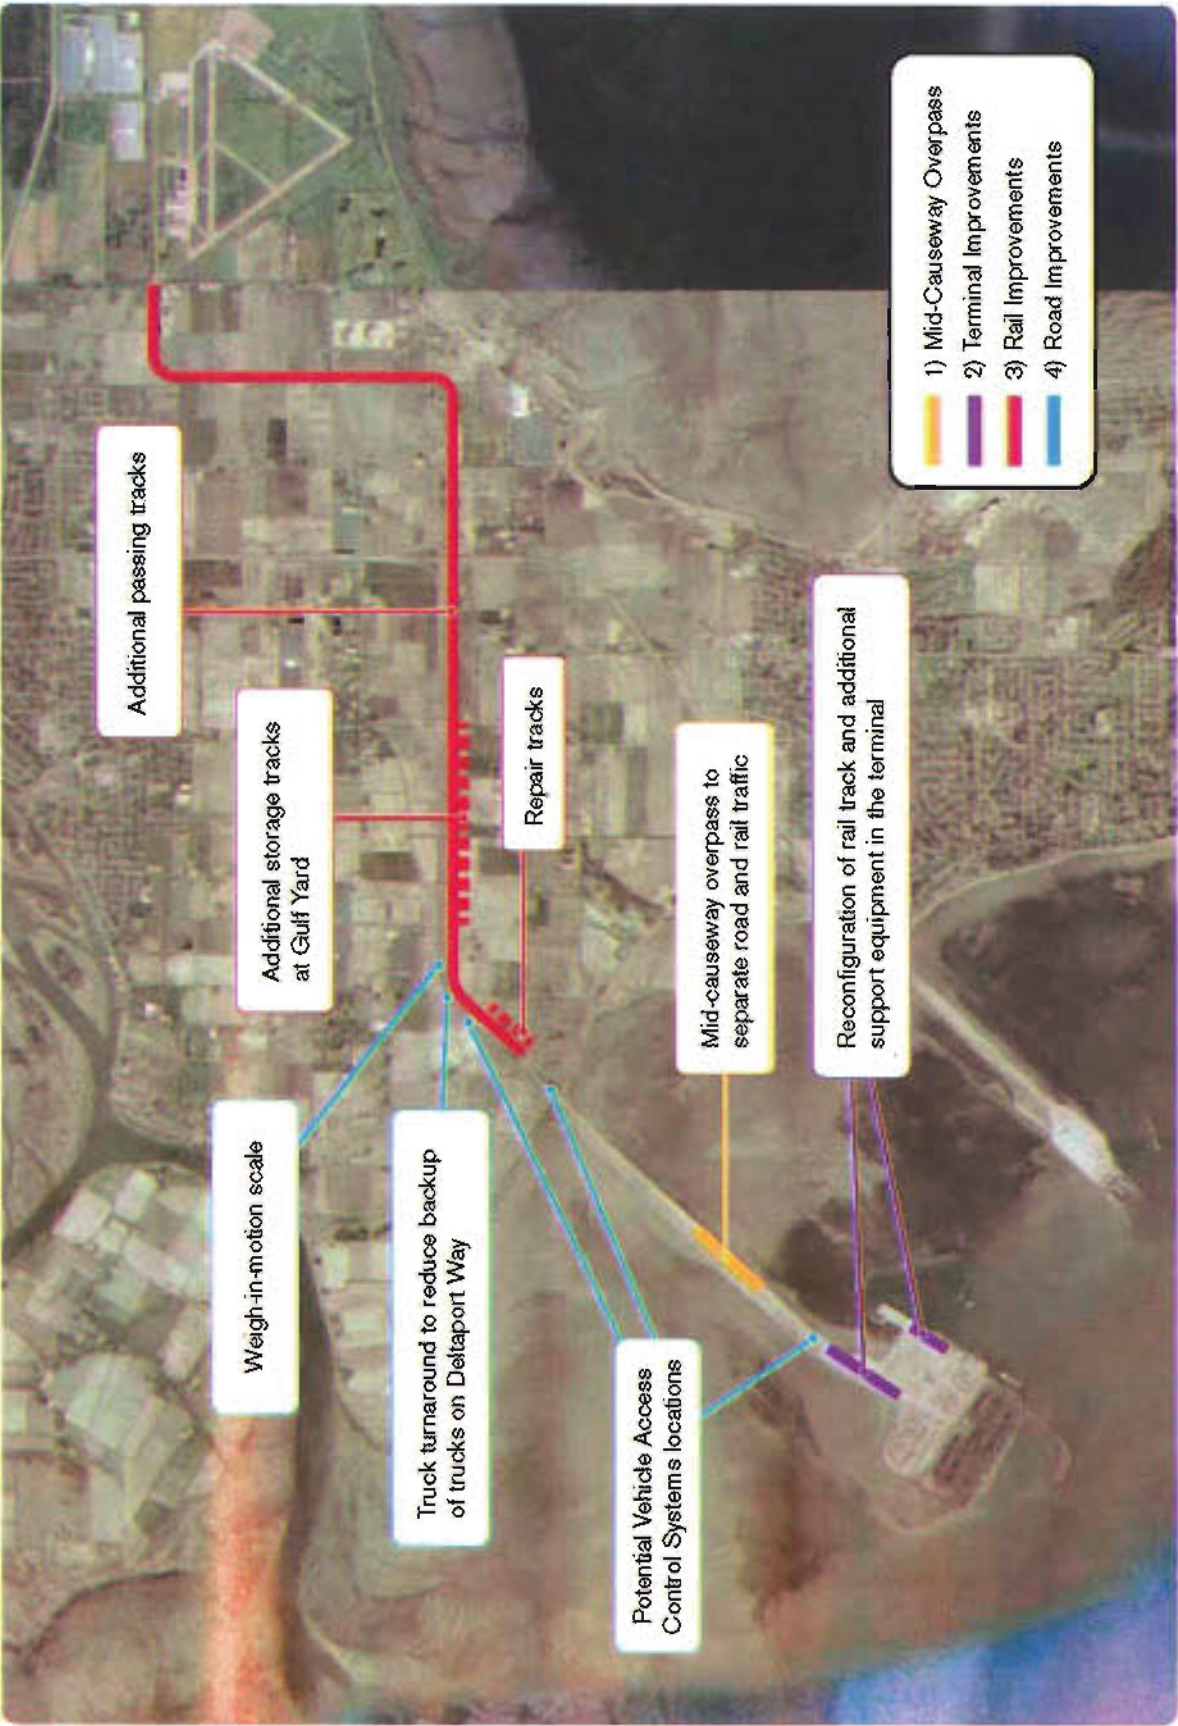 Additional passing tracks
Additional storage tracks
at Gulf Yard
Repair tracks
Weigh-in-motion scale
Truck turnaround to reduce backup
of trucks on Deltaport Way
Mid-causeway overpass to
separate road and rail traffic
Potential Vehicle Access
Control Systems locations
Reconfiguration of rail track and additional
support equipment in the terminal
1) Mid-Causeway Overpass
2) Terminal Improvements
3) Rail Improvements
4) Road Improvements